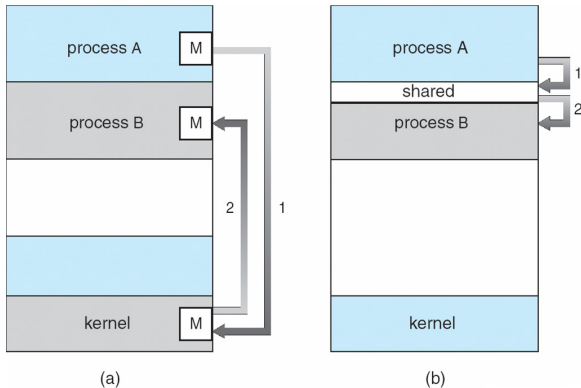 process A
M
process B
M
2
1
kernel
M
(a)
process A
1
shared
2
process B
kernel
(b)